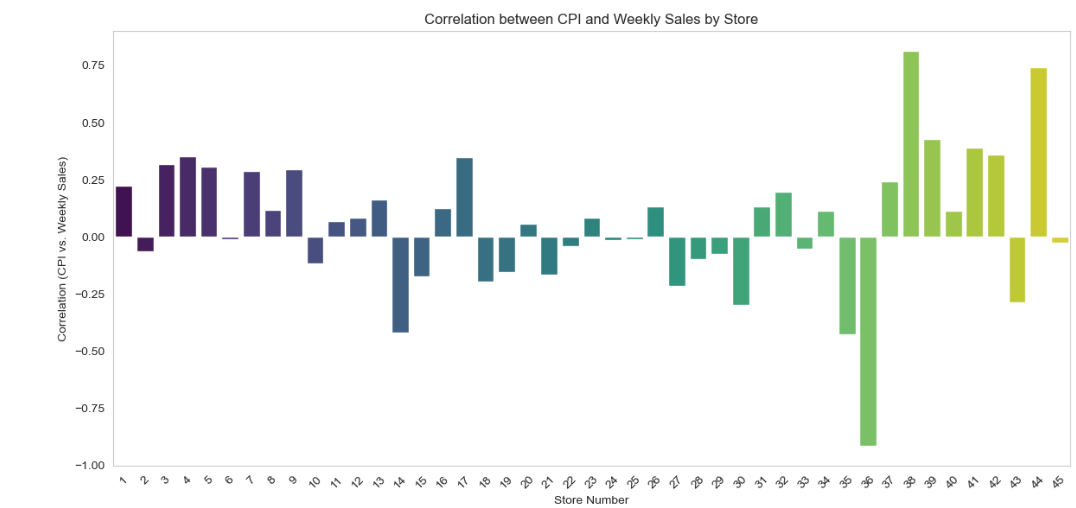 Correlation between CPI and Weekly Sales by Store
Correlation (CPI vs. Weekly Sales)
0.75
0.50
0.25
0.00
−0.25
−0.50
−0.75
−1.00
1 2 3 4 5 6 7 8 9 10 11 12 13 14 15 16 17 18 19 20 21 22 23 24 25 26 27 28 29 30 31 32 33 34 35 36 37 38 39 40 41 42 43 44 45
Store Number